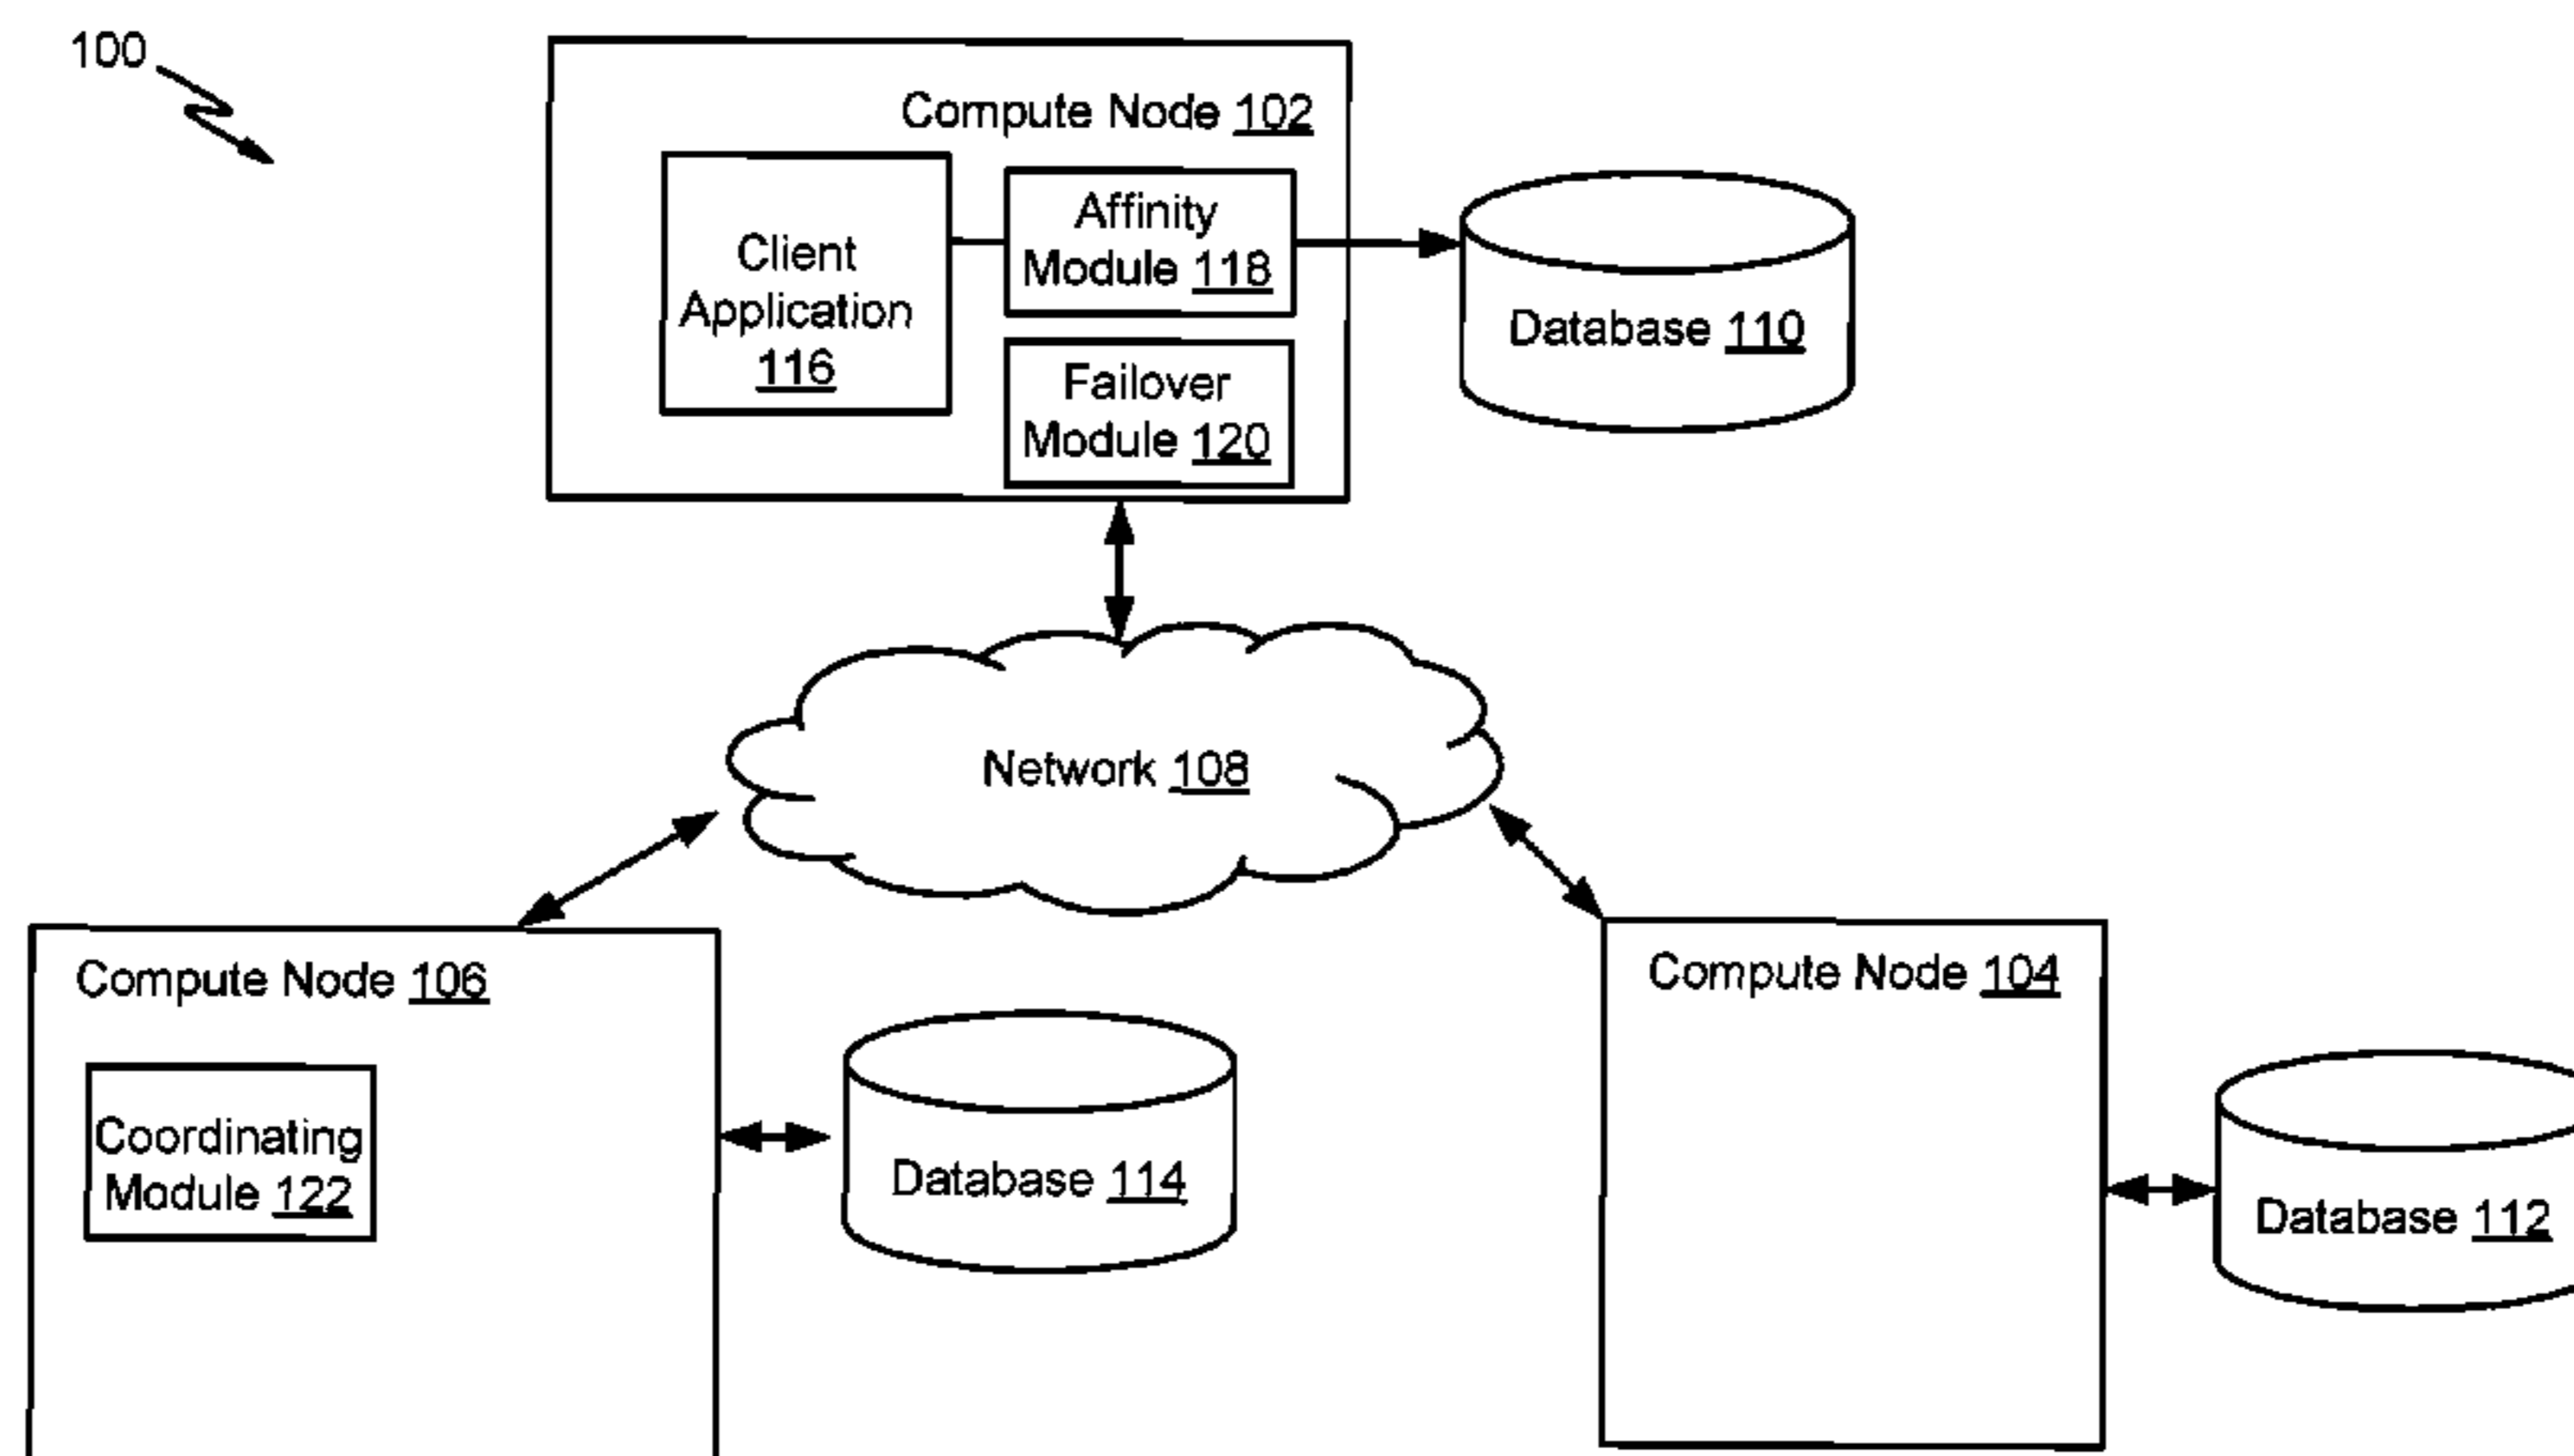 100
Compute Node 102
Client
Application
116
Affinity
Module 118
Failover
Module 120
Database 110
Network 108
Compute Node 106
Coordinating
Module 122
Database 114
Compute Node 104
Database 112